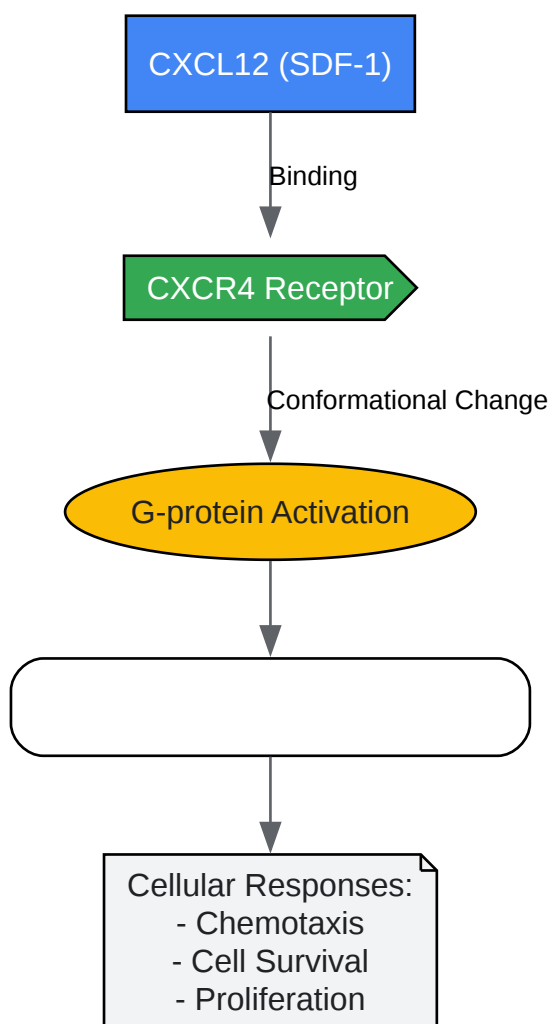 CXCL12 (SDF-1)
Binding
CXCR4 Receptor
Conformational Change
G-protein Activation
Cellular Responses:
- Chemotaxis
- Cell Survival
- Proliferation